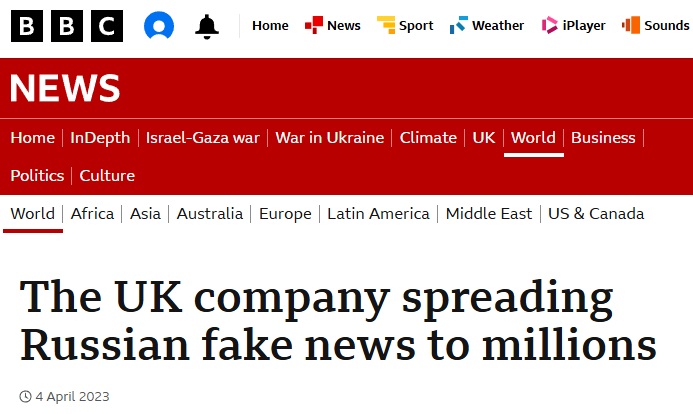 BBC Home News Sport Weather iPlayer Sounds
NEWS
Home InDepth Israel-Gaza war War in Ukraine Climate UK World Business
Politics Culture
World Africa Asia Australia Europe Latin America Middle East US & Canada
The UK company spreading
Russian fake news to millions
4 April 2023